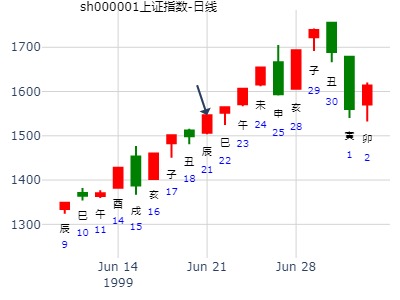 sh000001上证指数-日线
1700
1600
1500
1400
1300
辰 巳 午 酉 戌 亥 子 丑 辰 巳 午 未 申 亥 子 丑 寅 卯
9 10 11 14 15 16 17 18 21 22 23 24 25 28 29 30 1 2
Jun 14 Jun 21 Jun 28
1999